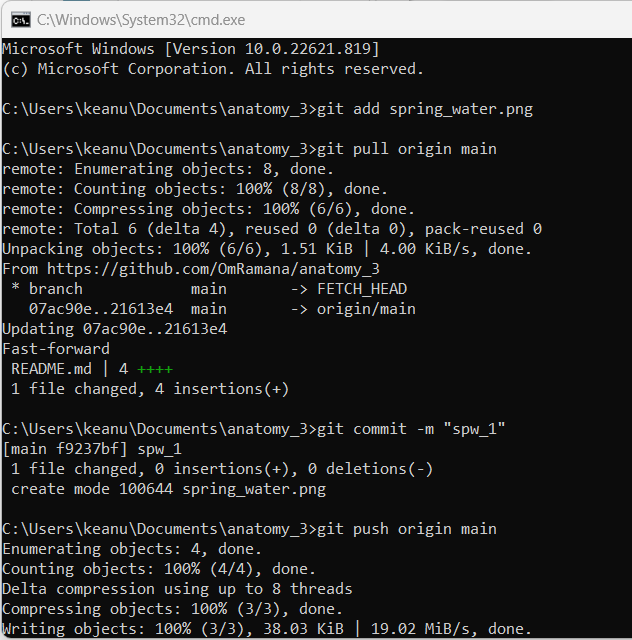 C:\Windows\System32\cmd.exe
Microsoft Windows [Version 10.0.22621.819]
(c) Microsoft Corporation. All rights reserved.
C:\Users\keanu\Documents\anatomy_3>git add spring_water.png
C:\Users\keanu\Documents\anatomy_3>git pull origin main
remote: Enumerating objects: 8, done.
remote: Counting objects: 100% (8/8), done.
remote: Compressing objects: 100% (6/6), done.
remote: Total 6 (delta 4), reused 0 (delta 0), pack-reused 0
Unpacking objects: 100% (6/6), 1.51 KiB | 4.00 KiB/s, done.
From https://github.com/OmRamana/anatomy_3
 * branch            main       -> FETCH_HEAD
   07ac90e..21613e4  main       -> origin/main
Updating 07ac90e..21613e4
Fast-forward
 README.md | 4 ++++
 1 file changed, 4 insertions(+)
C:\Users\keanu\Documents\anatomy_3>git commit -m "spw_1"
[main f9237bf] spw_1
 1 file changed, 0 insertions(+), 0 deletions(-)
 create mode 100644 spring_water.png
C:\Users\keanu\Documents\anatomy_3>git push origin main
Enumerating objects: 4, done.
Counting objects: 100% (4/4), done.
Delta compression using up to 8 threads
Compressing objects: 100% (3/3), done.
Writing objects: 100% (3/3), 38.03 KiB | 19.02 MiB/s, done.